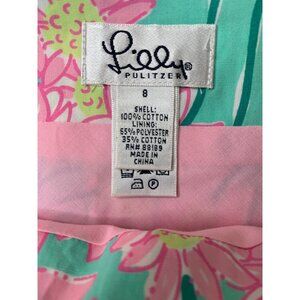 Lilly®
PULITZER
8
SHELL:
100% COTTON
LINING:
65% POLYESTER
35% COTTON
RN# 88189
MADE IN
CHINA
P